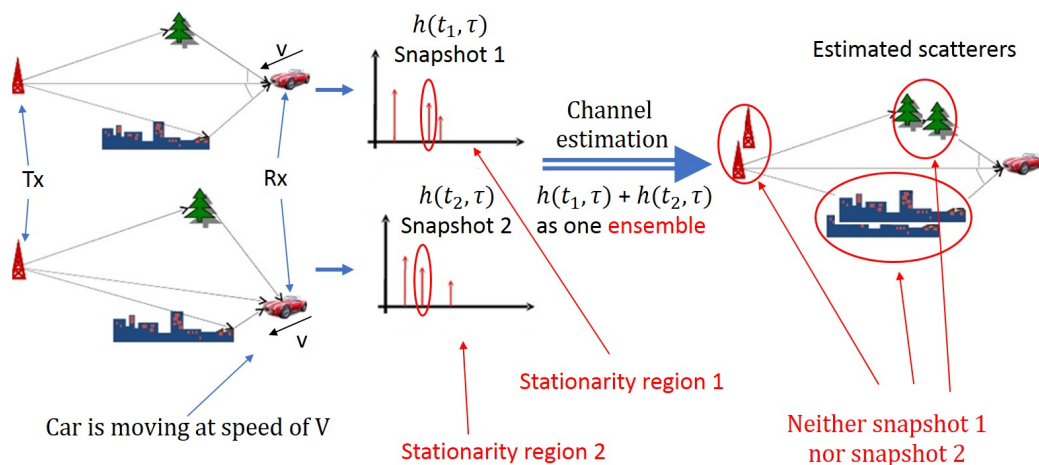 v
h(t₁, τ)
Snapshot 1
Tx
Rx
h(t₂, τ)
Snapshot 2
v
Car is moving at speed of V
Stationarity region 1
Stationarity region 2
Channel
estimation
h(t₁, τ) + h(t₂, τ)
as one ensemble
Estimated scatterers
Neither snapshot 1
nor snapshot 2